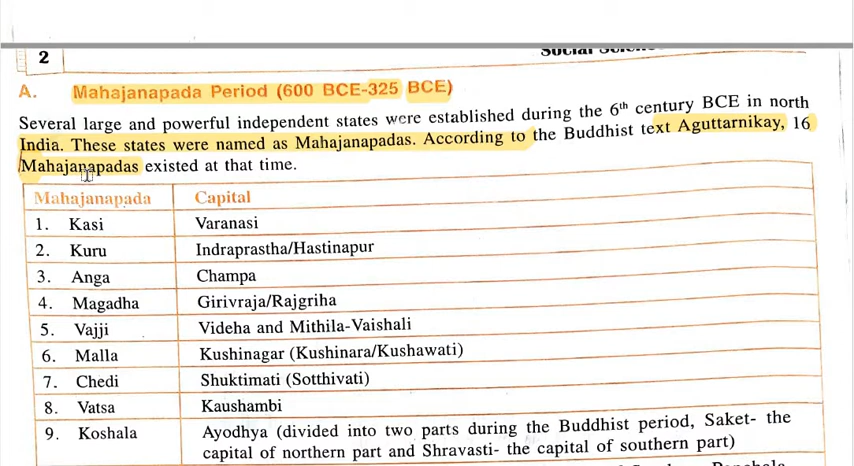 2
Social
A. Mahajanapada Period (600 BCE-325 BCE)
Several large and powerful independent states were established during the 6th century BCE in north
India. These states were named as Mahajanapadas. According to the Buddhist text Aguttarnikay, 16
Mahajanapadas existed at that time.
Mahajanapada Capital
1. Kasi Varanasi
2. Kuru Indraprastha/Hastinapur
3. Anga Champa
4. Magadha Girivraja/Rajgriha
5. Vajji Videha and Mithila-Vaishali
6. Malla Kushinagar (Kushinara/Kushawati)
7. Chedi Shuktimati (Sotthivati)
8. Vatsa Kaushambi
9. Koshala Ayodhya (divided into two parts during the Buddhist period, Saket- the
capital of northern part and Shravasti- the capital of southern part)